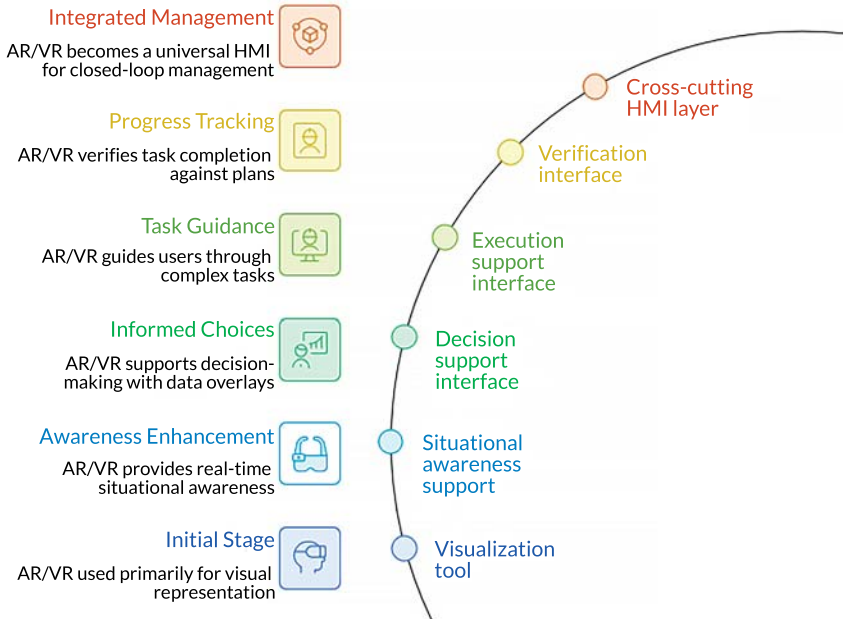 Integrated Management
AR/VR becomes a universal HMI
for closed-loop management
Cross-cutting
HMI layer
Progress Tracking
AR/VR verifies task completion
against plans
Verification
interface
Task Guidance
AR/VR guides users through
complex tasks
Execution
support
interface
Informed Choices
AR/VR supports decision-
making with data overlays
Decision
support
interface
Awareness Enhancement
AR/VR provides real-time
situational awareness
Situational
awareness
support
Initial Stage
AR/VR used primarily for visual
representation
Visualization
tool